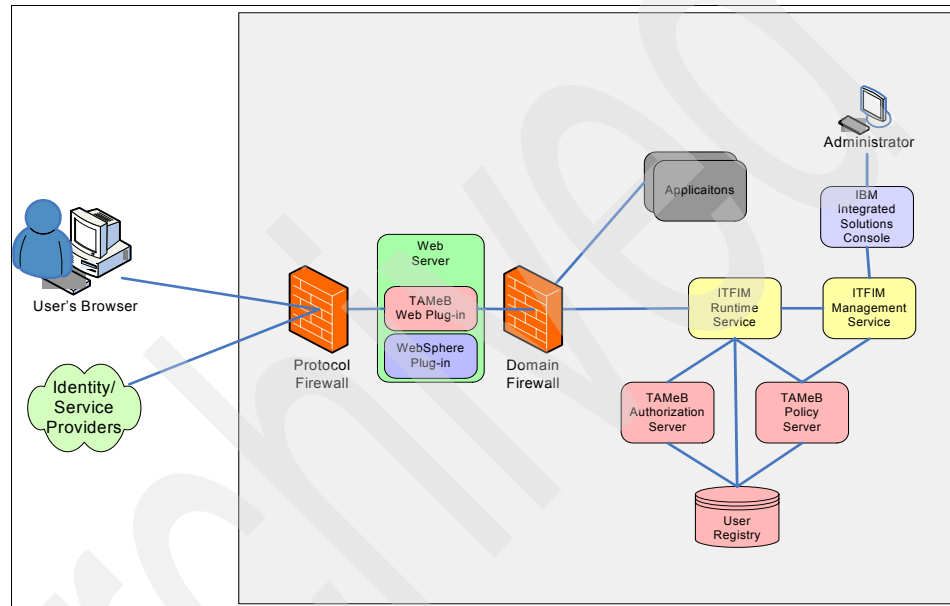 Administrator
Applicaitons
IBM
Integrated
Solutions
Console
Web
Server
TAMeB
Web Plug-in
WebSphere
Plug-in
User's Browser
Protocol
Firewall
Domain
Firewall
ITFIM
Runtime
Service
ITFIM
Management
Service
Identity/
Service
Providers
TAMeB
Authorization
Server
TAMeB
Policy
Server
User
Registry